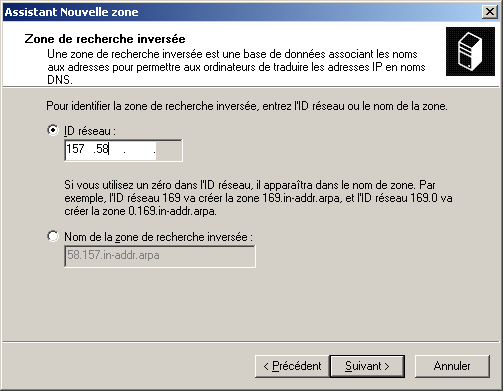 Assistant Nouvelle zone
Zone de recherche inversée
Une zone de recherche inversée est une base de données associant les noms
aux adresses pour permettre aux ordinateurs de traduire les adresses IP en noms
DNS.
Pour identifier la zone de recherche inversée, entrez l'ID réseau ou le nom de la zone.
ID réseau :
157 .58 . .
Si vous utilisez un zéro dans l'ID réseau, il apparaîtra dans le nom de zone. Par
exemple, l'ID réseau 169 va créer la zone 169.in-addr.arpa, et l'ID réseau 169.0 va
créer la zone 0.169.in-addr.arpa.
Nom de la zone de recherche inversée :
58.157.in-addr.arpa
< Précédent Suivant > Annuler